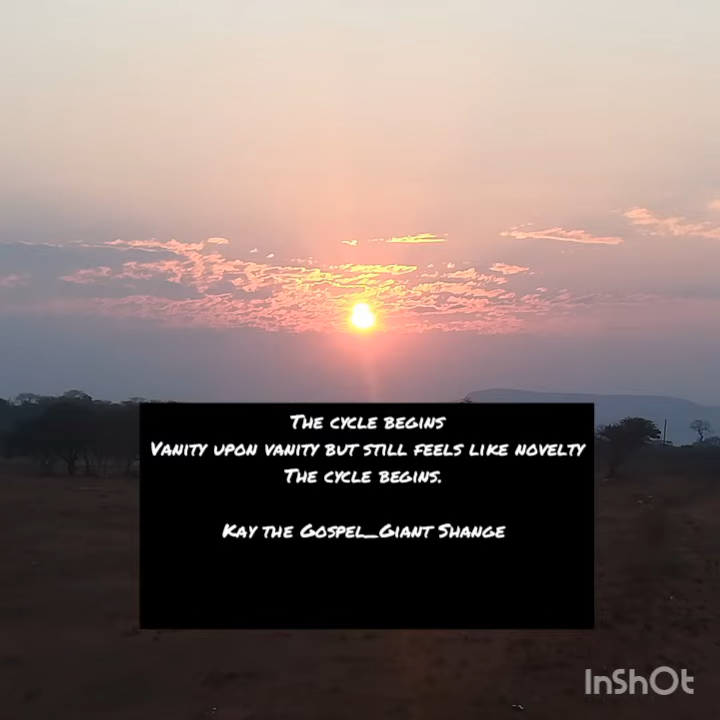 The cycle begins
Vanity upon vanity but still feels like novelty
The cycle begins.
Kay the Gospel_Giant Shange
InShOt